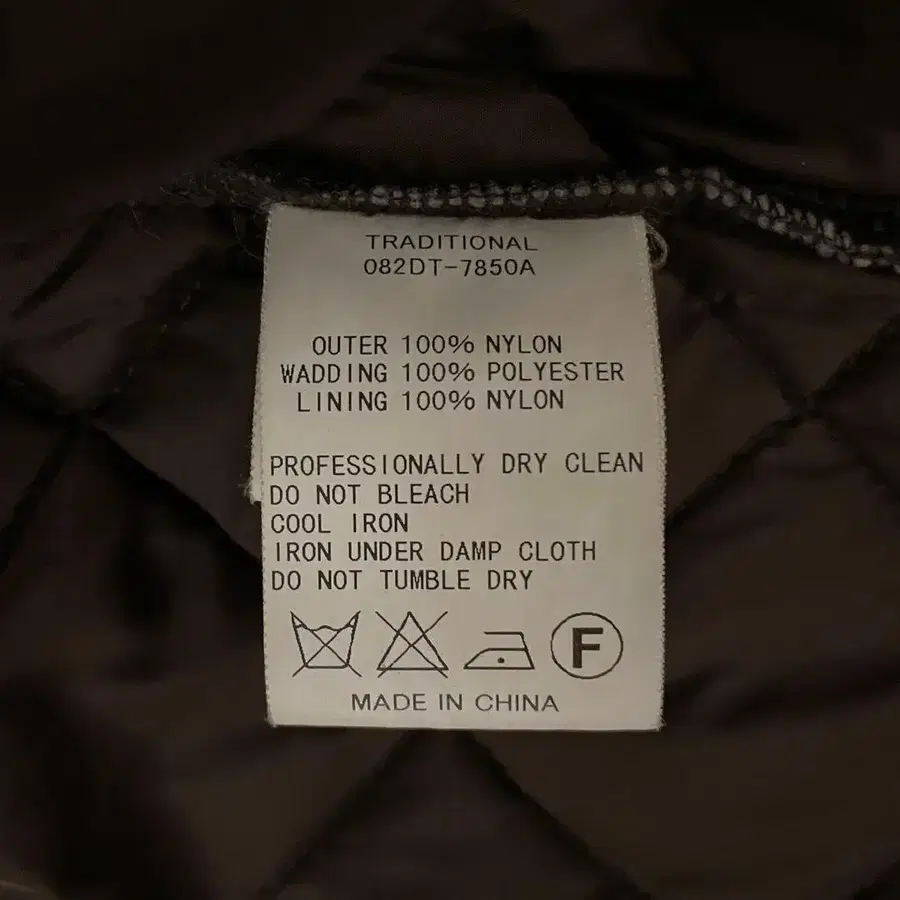 TRADITIONAL
082DT-7850A
OUTER 100% NYLON
WADDING 100% POLYESTER
LINING 100% NYLON
PROFESSIONALLY DRY CLEAN
DO NOT BLEACH
COOL IRON
IRON UNDER DAMP CLOTH
DO NOT TUMBLE DRY
F
MADE IN CHINA